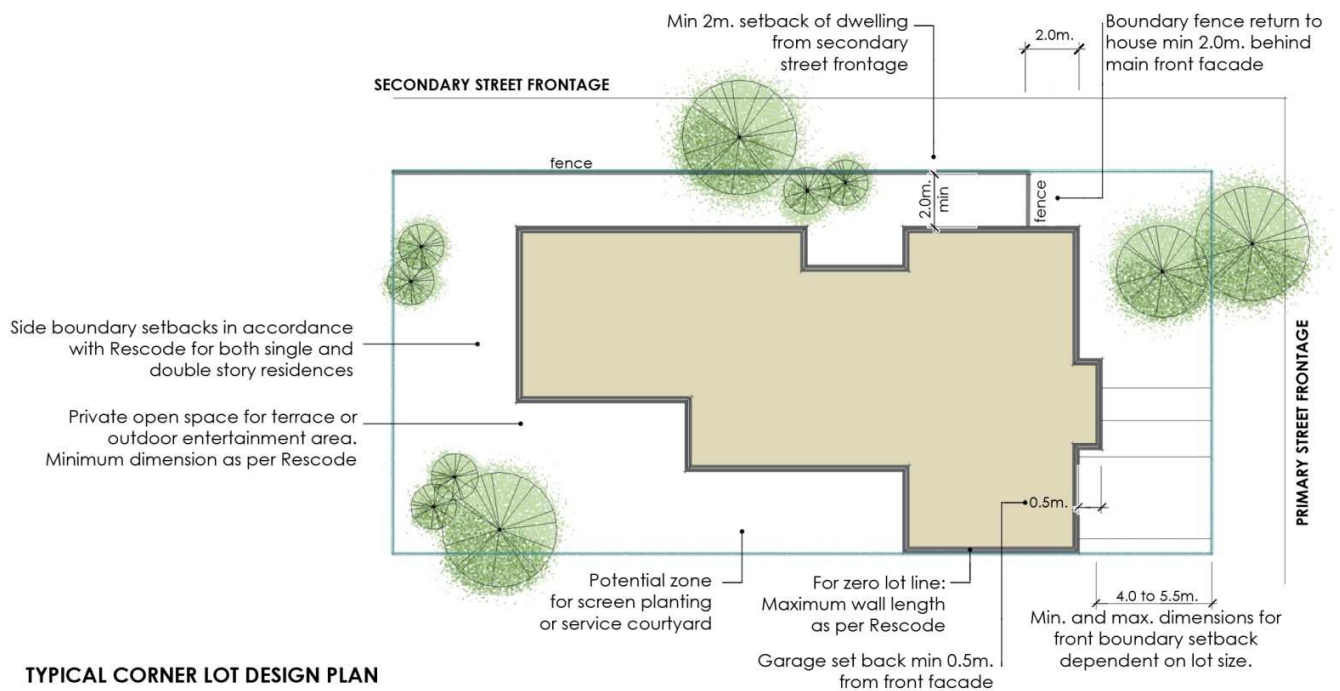 Min 2m. setback of dwelling
from secondary
street frontage
2.0m.
Boundary fence return to
house min 2.0m. behind
main front facade
SECONDARY STREET FRONTAGE
fence
2.0m.
min
fence
Side boundary setbacks in accordance
with Rescode for both single and
double story residences
Private open space for terrace or
outdoor entertainment area.
Minimum dimension as per Rescode
PRIMARY STREET FRONTAGE
0.5m.
Potential zone
for screen planting
or service courtyard
For zero lot line:
Maximum wall length
as per Rescode
Garage set back min 0.5m.
from front facade
4.0 to 5.5m.
Min. and max. dimensions for
front boundary setback
dependent on lot size.
TYPICAL CORNER LOT DESIGN PLAN